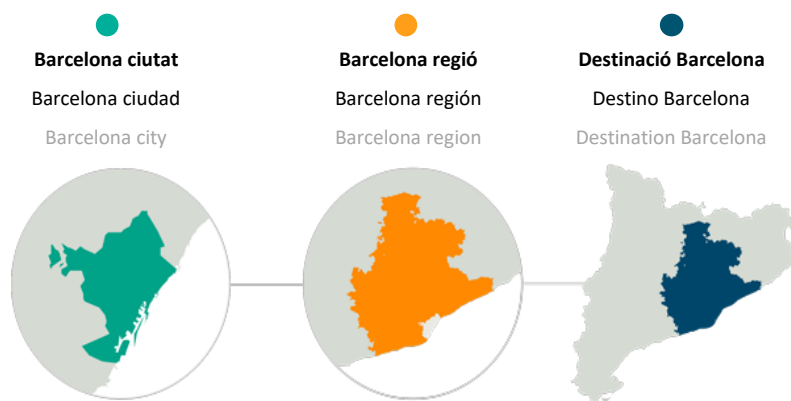 Barcelona ciutat
Barcelona ciudad
Barcelona city
Barcelona regió
Barcelona región
Barcelona region
Destinació Barcelona
Destino Barcelona
Destination Barcelona